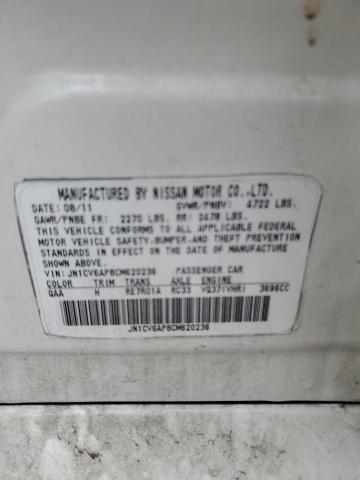 MANUFACTURED BY NISSAN MOTOR CO.,LTD.
DATE: 08/11 GVWR/PNBV: 4722 LBS.
GAWR/PNBE FR: 2270 LBS. RR: 2479 LBS.
THIS VEHICLE CONFORMS TO ALL APPLICABLE FEDERAL
MOTOR VEHICLE SAFETY,BUMPER,AND THEFT PREVENTION
STANDARDS IN EFFECT ON THE DATE OF MANUFACTURE
SHOWN ABOVE.
VIN: JN1CV6AP8CM620236 PASSENGER CAR
COLOR TRIM TRANS AXLE ENGINE
QAA H RE7R01A RC33 VQ37(VHR) 3696CC
JN1CV6AP8CM620236